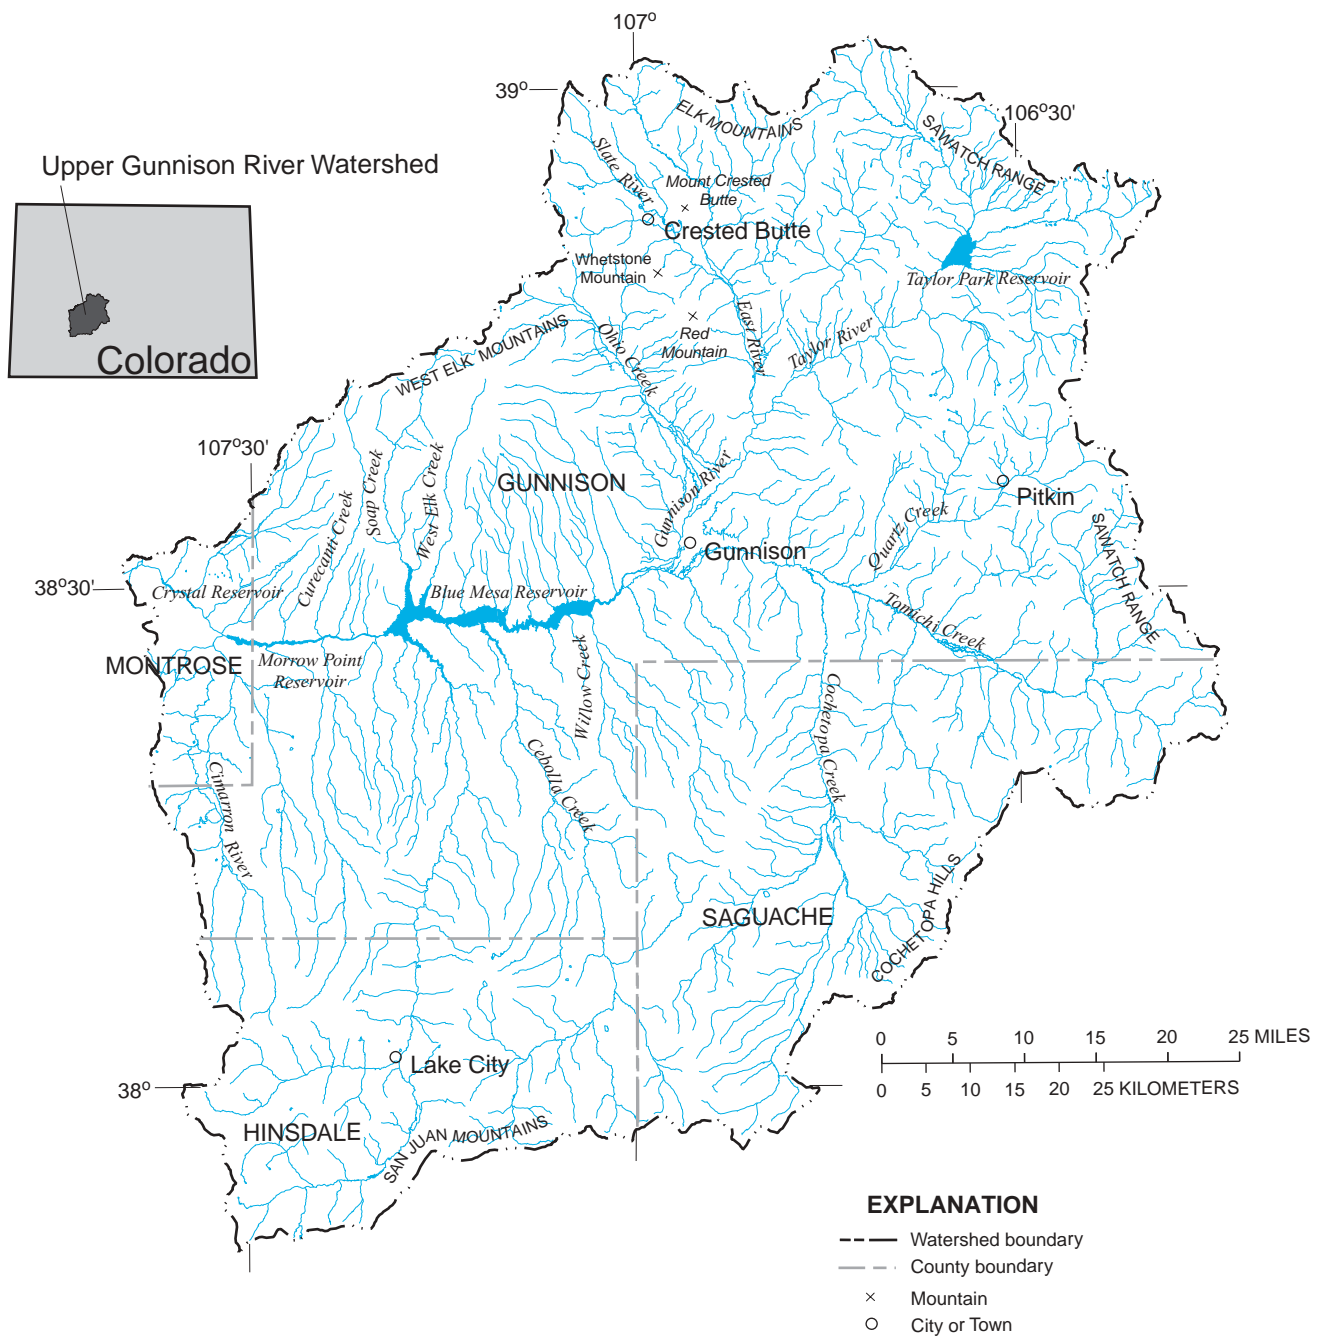 107°
39°
106°30'
ELK MOUNTAINS
SAWATCH RANGE
Upper Gunnison River Watershed
Slate River
Mount Crested
Butte
Crested Butte
Whetstone
Mountain
Taylor Park Reservoir
Colorado
WEST ELK MOUNTAINS
Ohio Creek
Red
Mountain
East River
Taylor River
107°30'
Curecanti Creek
Soap Creek
West Elk Creek
GUNNISON
Gunnison River
Pitkin
Quartz Creek
SAWATCH RANGE
Gunnison
38°30'
Crystal Reservoir
Blue Mesa Reservoir
Tomichi Creek
MONTROSE
Morrow Point
Reservoir
Willow Creek
Cochetopa Creek
Cebolla Creek
Cimarron River
SAGUACHE
COCHETOPA HILLS
Lake City
38°
HINSDALE
SAN JUAN MOUNTAINS
0 5 10 15 20 25 MILES
0 5 10 15 20 25 KILOMETERS
EXPLANATION
Watershed boundary
County boundary
Mountain
City or Town